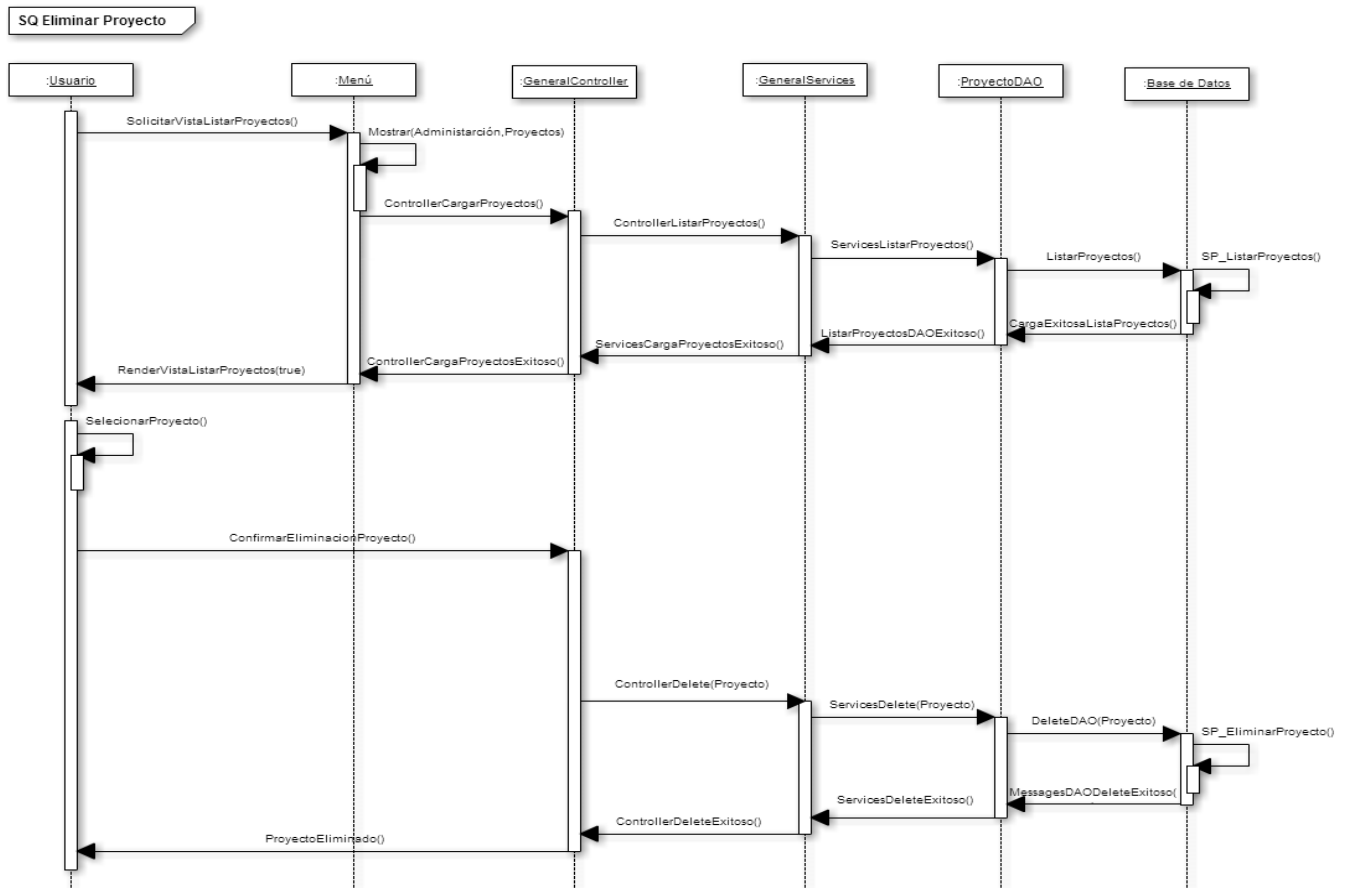 SQ Eliminar Proyecto
:Usuario
:Menú
:GeneralController
:GeneralServices
:ProyectoDAO
:Base de Datos
SolicitarVistaListarProyectos()
Mostrar(Administarción,Proyectos)
ControllerCargarProyectos()
ControllerListarProyectos()
ServicesListarProyectos()
ListarProyectos()
SP_ListarProyectos()
CargaExitosaListaProyectos()
ListarProyectosDAOExitoso()
ServicesCargaProyectosExitoso()
ControllerCargaProyectosExitoso()
RenderVistaListarProyectos(true)
SelecionarProyecto()
ConfirmarEliminacionProyecto()
ControllerDelete(Proyecto)
ServicesDelete(Proyecto)
DeleteDAO(Proyecto)
SP_EliminarProyecto()
MessagesDAODeleteExitoso(
ServicesDeleteExitoso()
ControllerDeleteExitoso()
ProyectoEliminado()